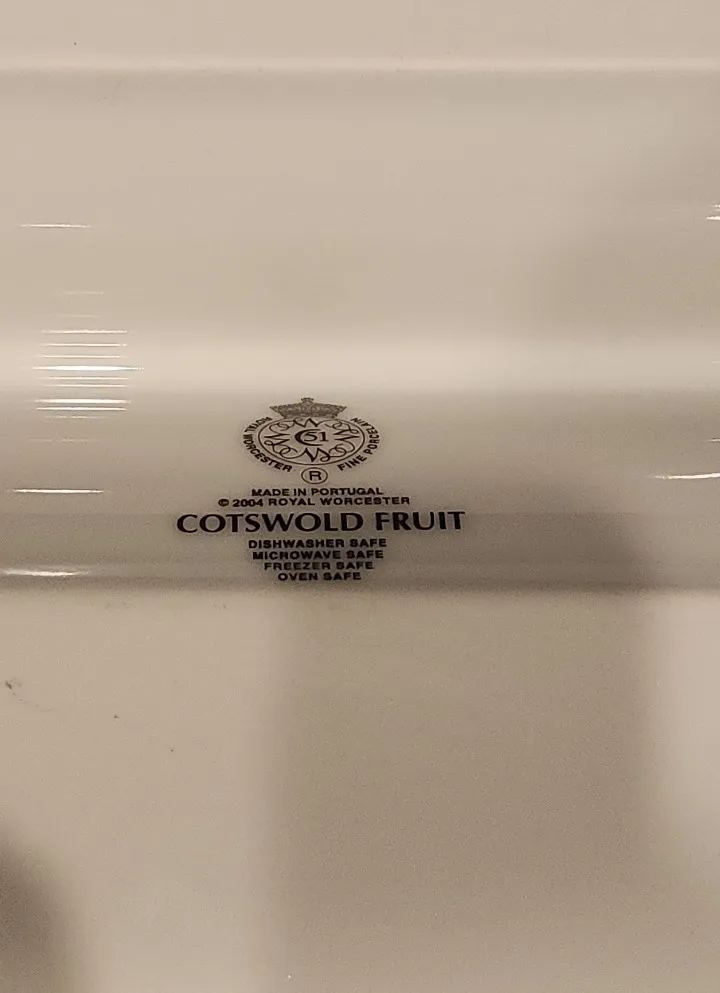 ROYAL WORCESTER FINE PORCELAIN
51
®
MADE IN PORTUGAL
© 2004 ROYAL WORCESTER
COTSWOLD FRUIT
DISHWASHER SAFE
MICROWAVE SAFE
FREEZER SAFE
OVEN SAFE